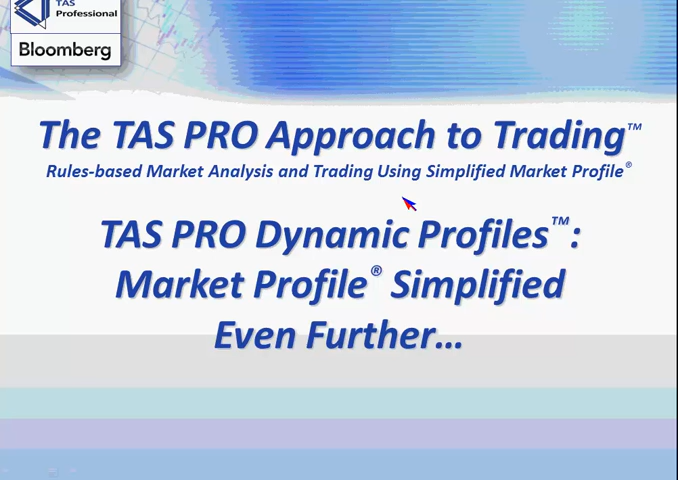 TAS
Professional
Bloomberg
The TAS PRO Approach to Trading™
Rules-based Market Analysis and Trading Using Simplified Market Profile®
TAS PRO Dynamic Profiles™:
Market Profile® Simplified
Even Further…